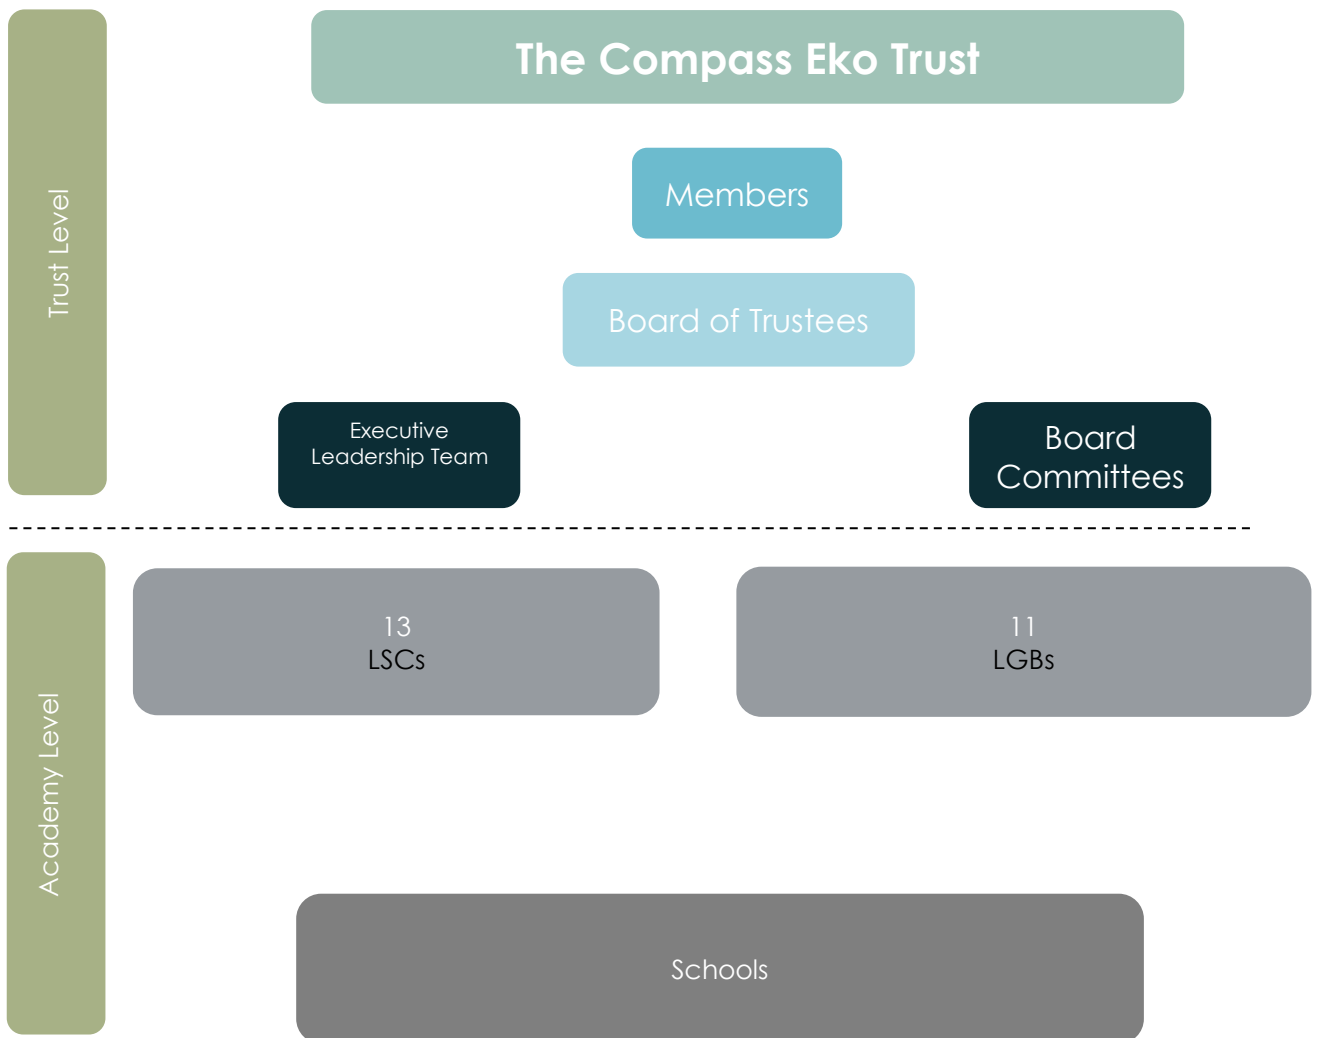 The Compass Eko Trust
Trust Level
Members
Board of Trustees
Executive
Leadership Team
Board
Committees
Academy Level
13
LSCs
11
LGBs
Schools